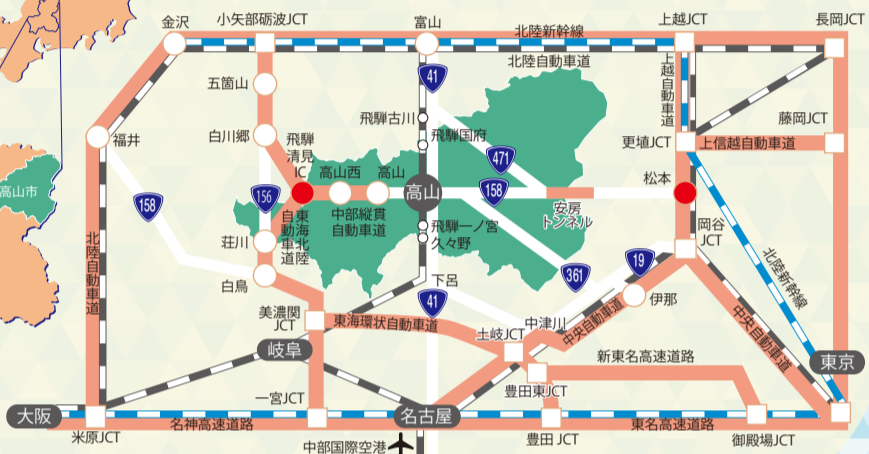 金沢
小矢部砺波JCT
富山
北陸新幹線
上越JCT
長岡JCT
北陸自動車道
41
上越自動車道
五箇山
飛騨古川
藤岡JCT
福井
白川郷
飛騨
清見
IC
飛騨国府
更埴JCT
上信越自動車道
471
高山西
高山
高山市
158
156
高山
158
松本
安房
トンネル
中部縦貫
自動車道
東海北陸
自動車道
飛騨一ノ宮
久々野
岡谷
JCT
荘川
北陸自動車道
361
19
北陸新幹線
白鳥
下呂
41
伊那
美濃関
JCT
東海環状自動車道
土岐JCT
中津川
中央自動車道
中央自動車道
岐阜
新東名高速道路
東京
豊田東JCT
一宮JCT
大阪
名古屋
米原JCT
名神高速道路
豊田JCT
東名高速道路
御殿場JCT
中部国際空港